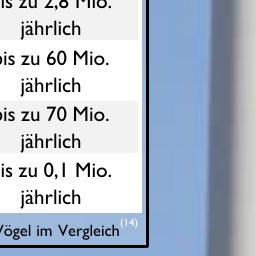 is zu 2,8 Mio.
jährlich
bis zu 60 Mio.
jährlich
is zu 70 Mio.
jährlich
is zu 0,1 Mio.
jährlich
Vögel im Vergleich(14)